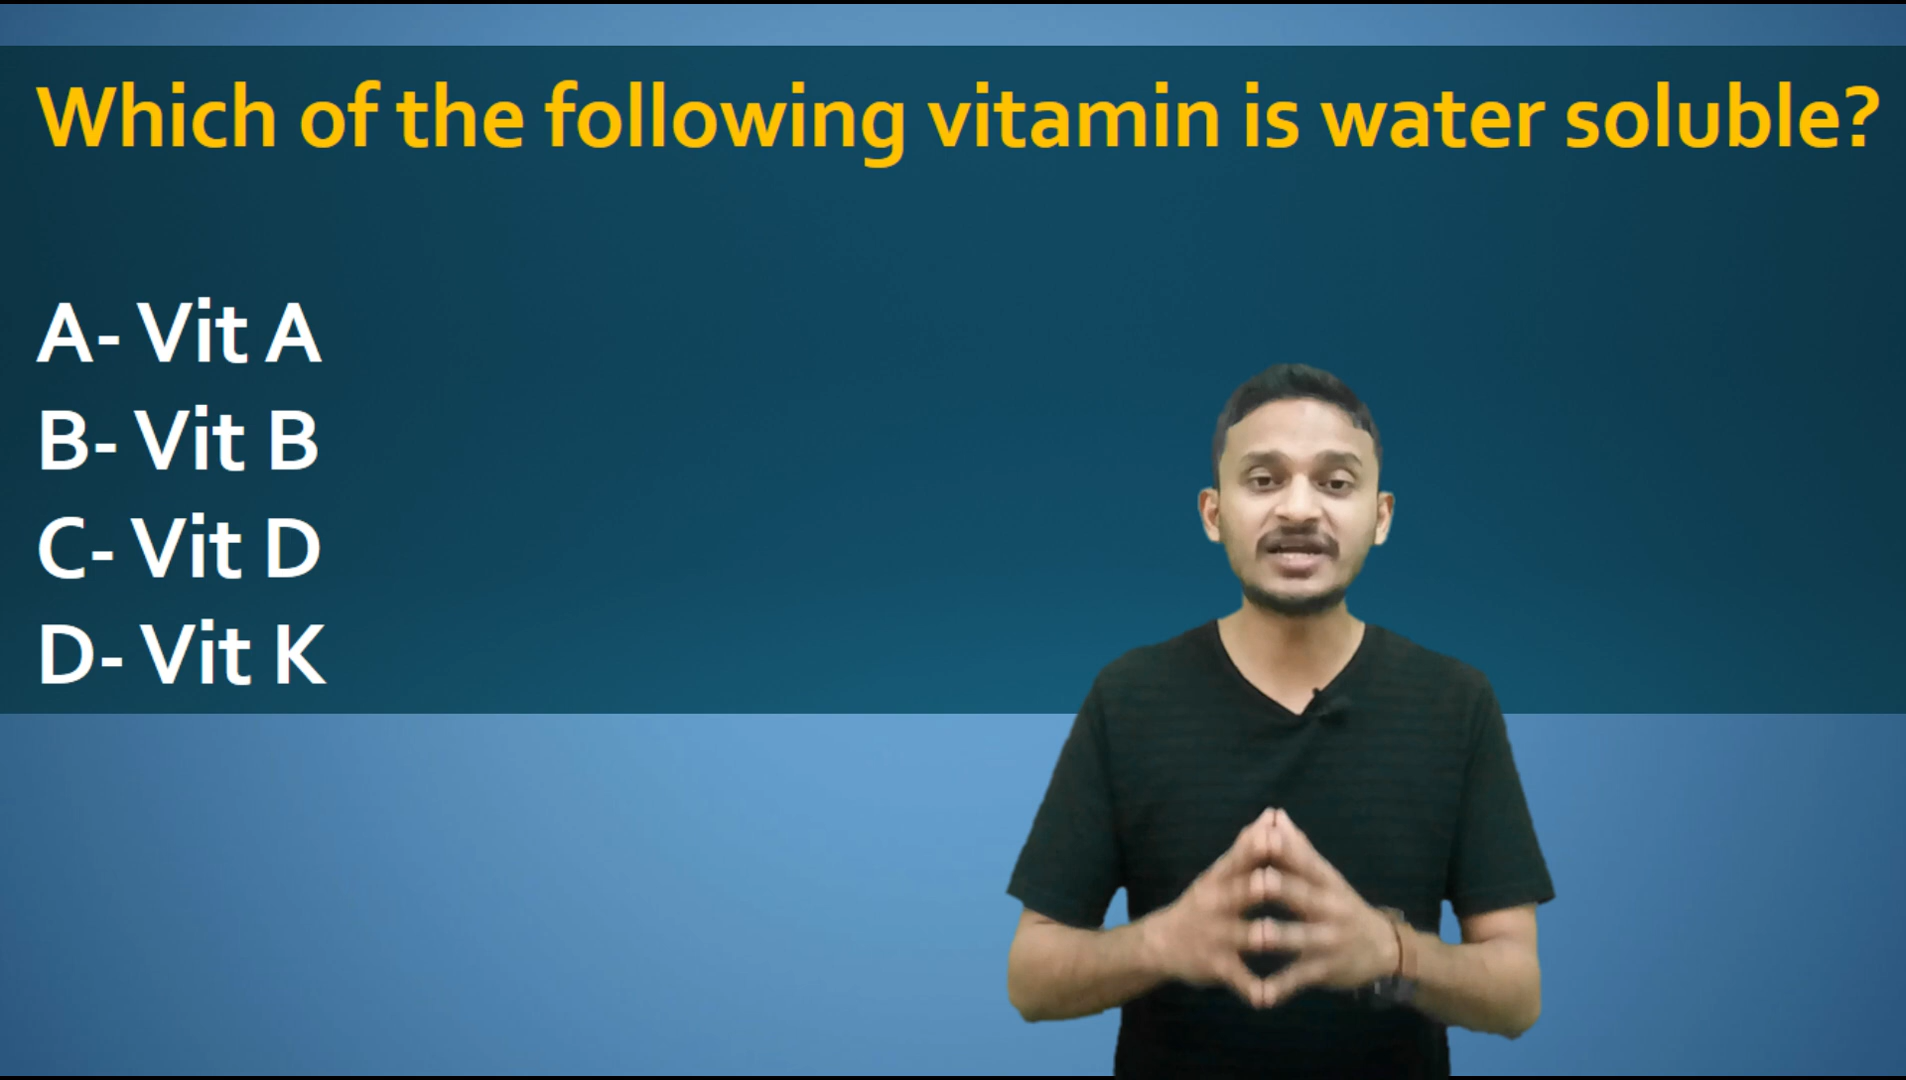 Which of the following vitamin is water soluble?
A- Vit A
B- Vit B
C- Vit D
D- Vit K